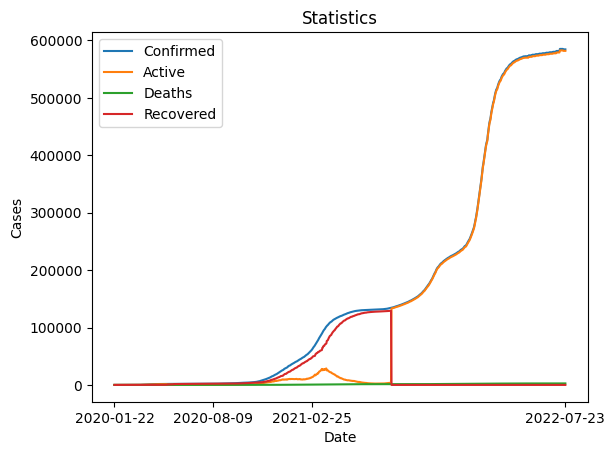 Statistics
Confirmed
Active
Deaths
Recovered
600000
500000
400000
300000
200000
100000
0
Cases
2020-01-22 2020-08-09 2021-02-25 2022-07-23
Date